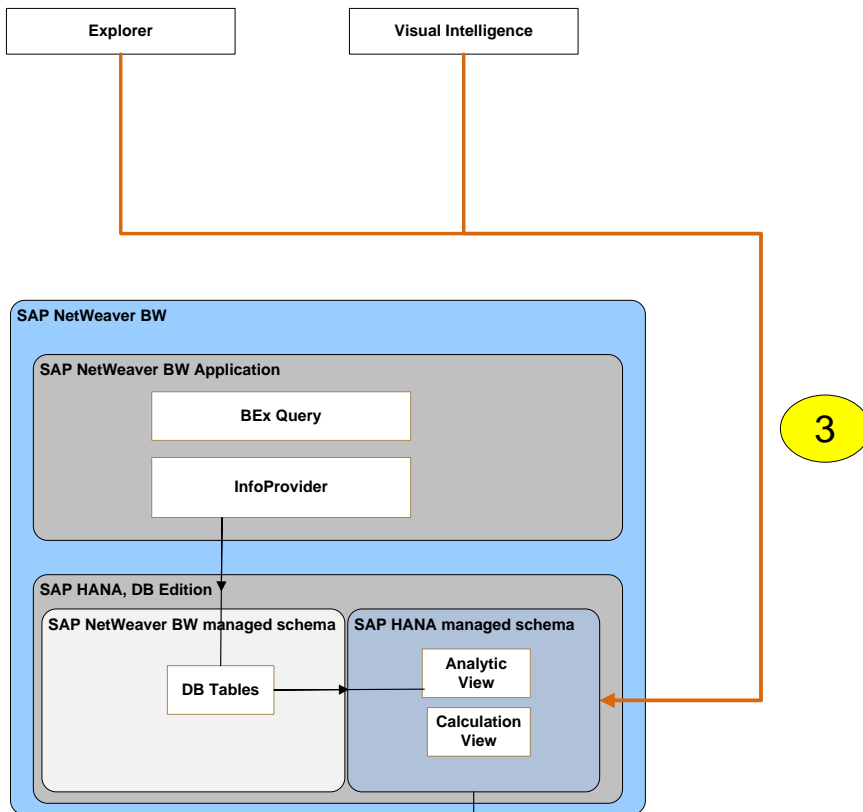 Explorer
Visual Intelligence
SAP NetWeaver BW
SAP NetWeaver BW Application
BEx Query
InfoProvider
3
SAP HANA, DB Edition
SAP NetWeaver BW managed schema
SAP HANA managed schema
DB Tables
Analytic
View
Calculation
View